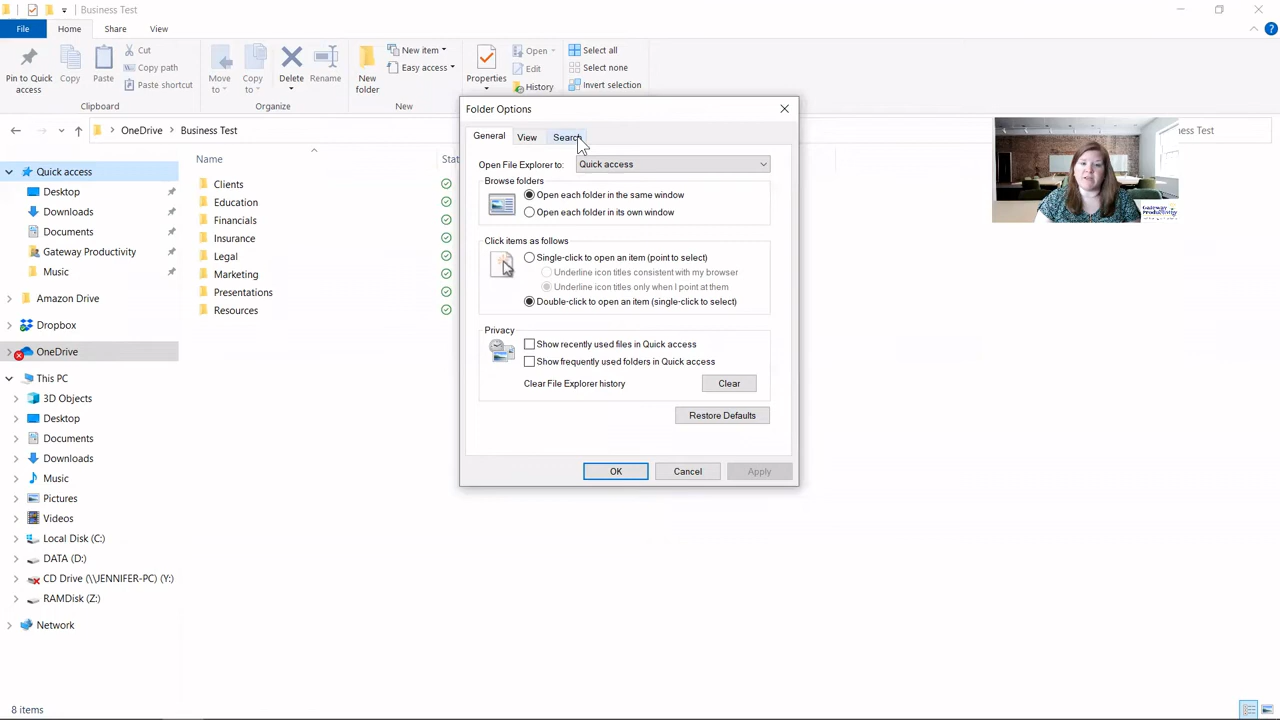 Business Test
File Home Share View
Pin to Quick access
Copy
Paste
Cut
Copy path
Paste shortcut
Clipboard
Move to
Copy to
Delete
Rename
Organize
New folder
New item
Easy access
New
Properties
Open
Edit
History
Select all
Select none
Invert selection
OneDrive Business Test
ess Test
Quick access
Desktop
Downloads
Documents
Gateway Productivity
Music
Amazon Drive
Dropbox
OneDrive
This PC
3D Objects
Desktop
Documents
Downloads
Music
Pictures
Videos
Local Disk (C:)
DATA (D:)
CD Drive (\\JENNIFER-PC) (Y:)
RAMDisk (Z:)
Network
Name
Stat
Clients
Education
Financials
Insurance
Legal
Marketing
Presentations
Resources
Folder Options
General View Search
Open File Explorer to: Quick access
Browse folders
Open each folder in the same window
Open each folder in its own window
Click items as follows
Single-click to open an item (point to select)
Underline icon titles consistent with my browser
Underline icon titles only when I point at them
Double-click to open an item (single-click to select)
Privacy
Show recently used files in Quick access
Show frequently used folders in Quick access
Clear File Explorer history Clear
Restore Defaults
OK Cancel Apply
Gateway
Productivity
8 items